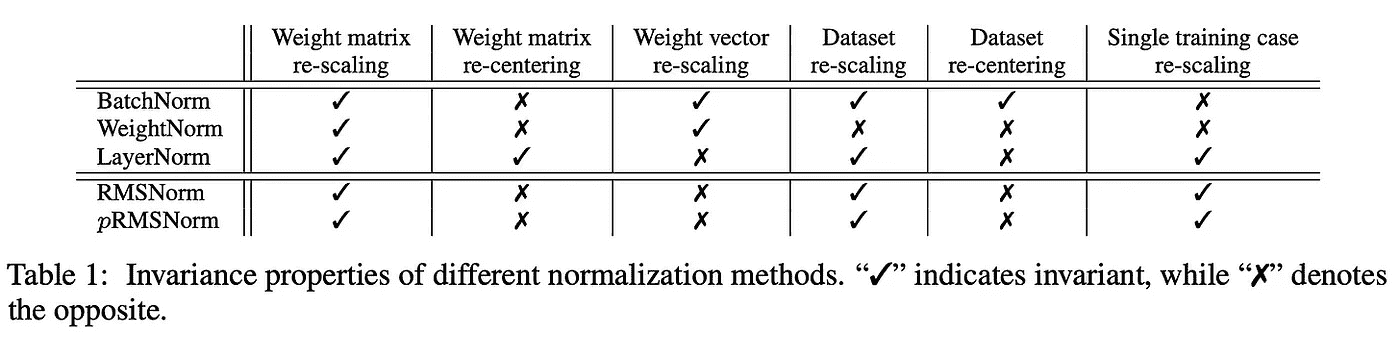 Weight matrix re-scaling | Weight matrix re-centering | Weight vector re-scaling | Dataset re-scaling | Dataset re-centering | Single training case re-scaling
BatchNorm ✓ ✗ ✓ ✓ ✓ ✗
WeightNorm ✓ ✗ ✓ ✗ ✗ ✗
LayerNorm ✓ ✓ ✗ ✓ ✗ ✓
RMSNorm ✓ ✗ ✗ ✓ ✗ ✓
pRMSNorm ✓ ✗ ✗ ✓ ✗ ✓
Table 1: Invariance properties of different normalization methods. “✓” indicates invariant, while “✗” denotes
the opposite.